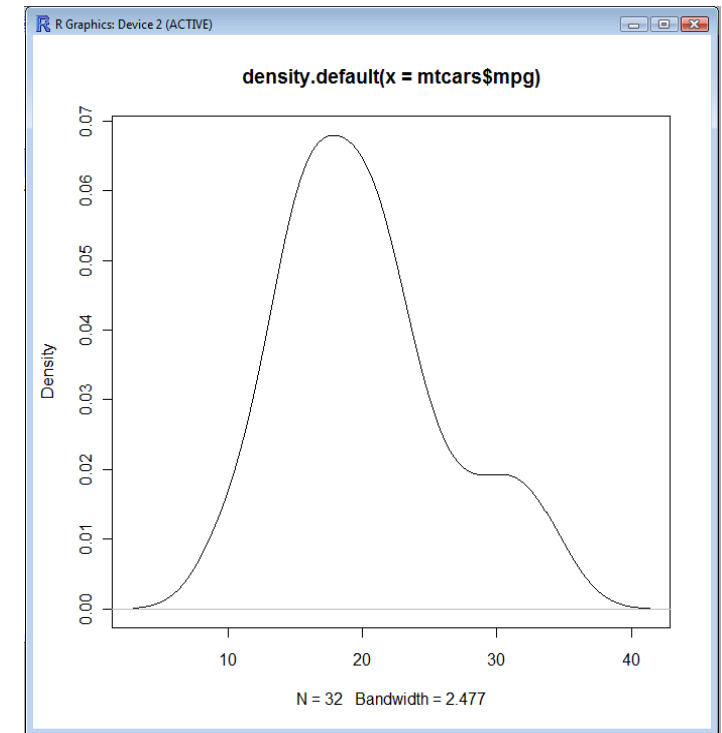 R Graphics: Device 2 (ACTIVE)
density.default(x = mtcars$mpg)
Density
0.07
0.06
0.05
0.04
0.03
0.02
0.01
0.00
10 20 30 40
N = 32 Bandwidth = 2.477